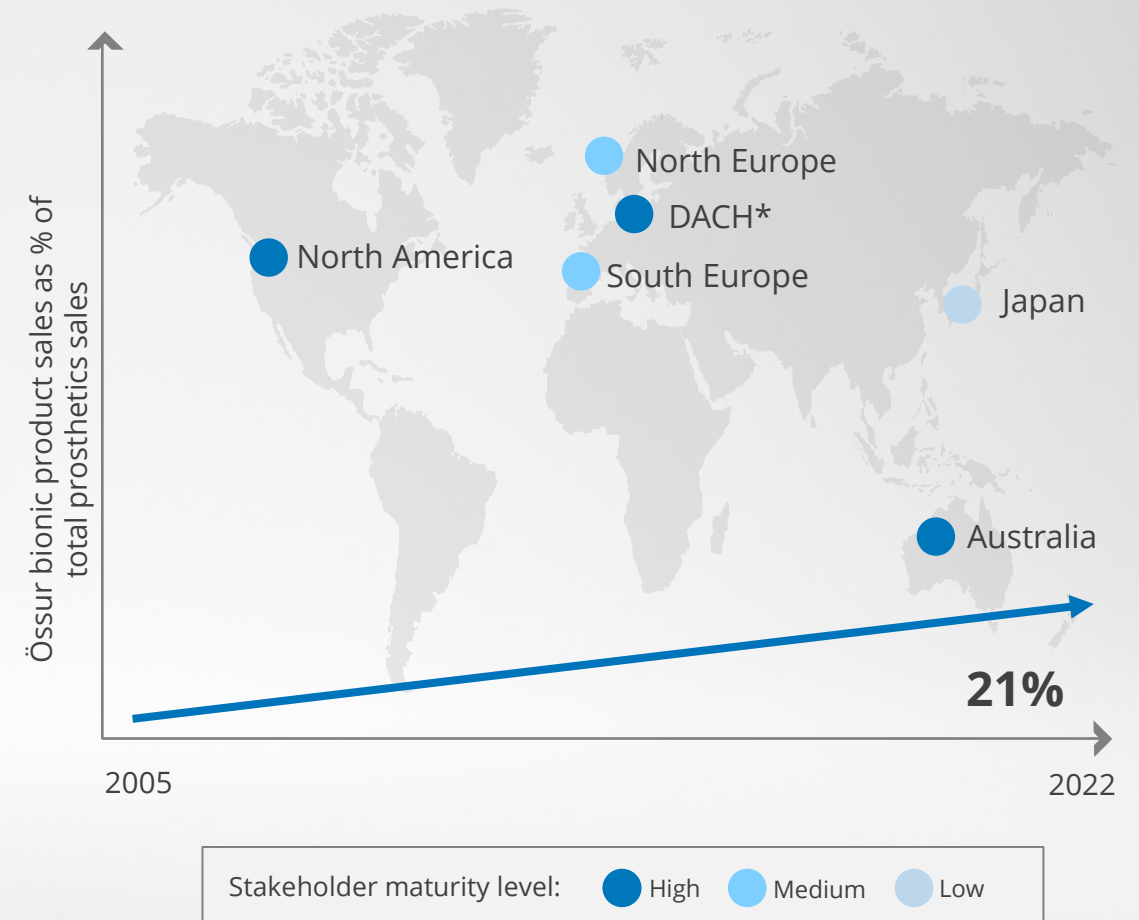 Össur bionic product sales as % of
total prosthetics sales
North Europe
DACH*
North America
South Europe
Japan
Australia
21%
2005
2022
Stakeholder maturity level: High Medium Low